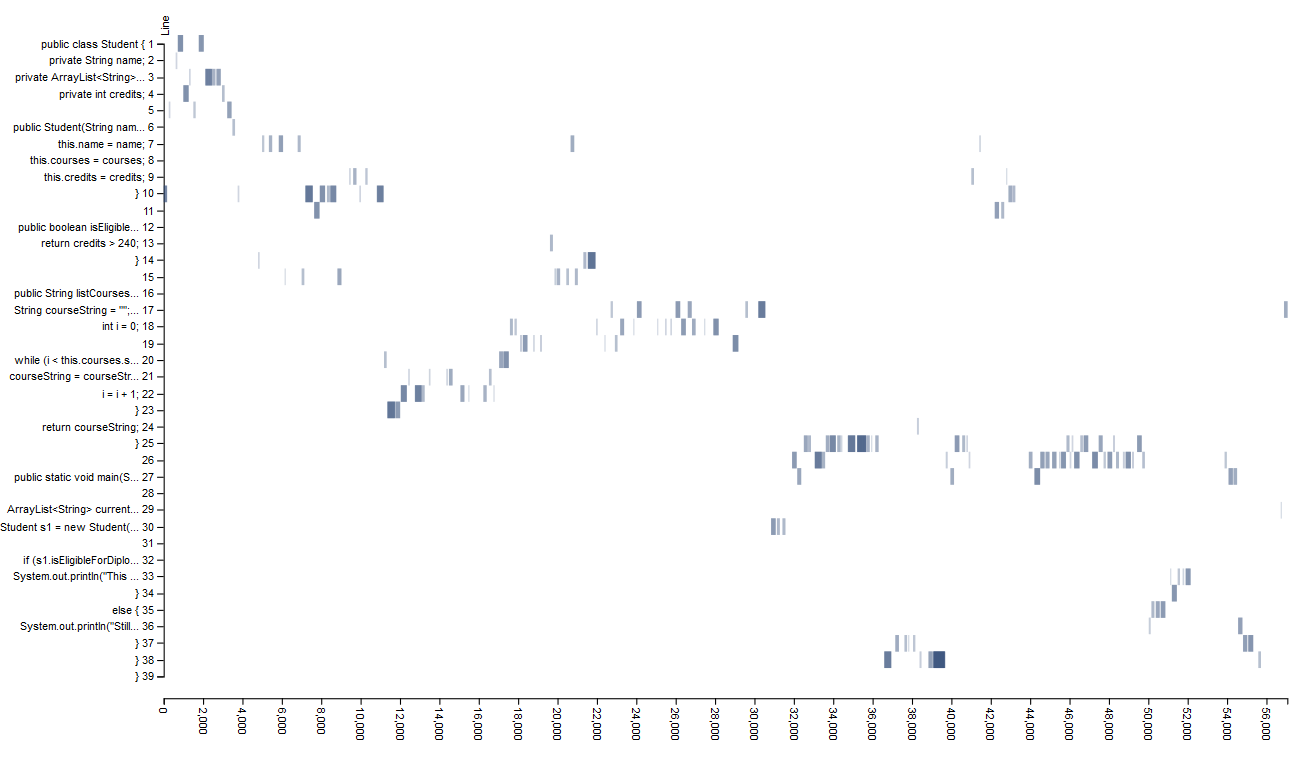 Line
public class Student { 1
private String name; 2
private ArrayList<String>... 3
private int credits; 4
5
public Student(String nam... 6
this.name = name; 7
this.courses = courses; 8
this.credits = credits; 9
} 10
11
public boolean isEligible... 12
return credits > 240; 13
} 14
15
public String listCourses... 16
String courseString = "";... 17
int i = 0; 18
19
while (i < this.courses.s... 20
courseString = courseStr... 21
i = i + 1; 22
} 23
return courseString; 24
} 25
26
public static void main(S... 27
28
ArrayList<String> current... 29
Student s1 = new Student(... 30
31
if (s1.isEligibleForDiplo... 32
System.out.println("This ... 33
} 34
else { 35
System.out.println("Still... 36
} 37
} 38
} 39
0 2,000 4,000 6,000 8,000 10,000 12,000 14,000 16,000 18,000 20,000 22,000 24,000 26,000 28,000 30,000 32,000 34,000 36,000 38,000 40,000 42,000 44,000 46,000 48,000 50,000 52,000 54,000 56,000